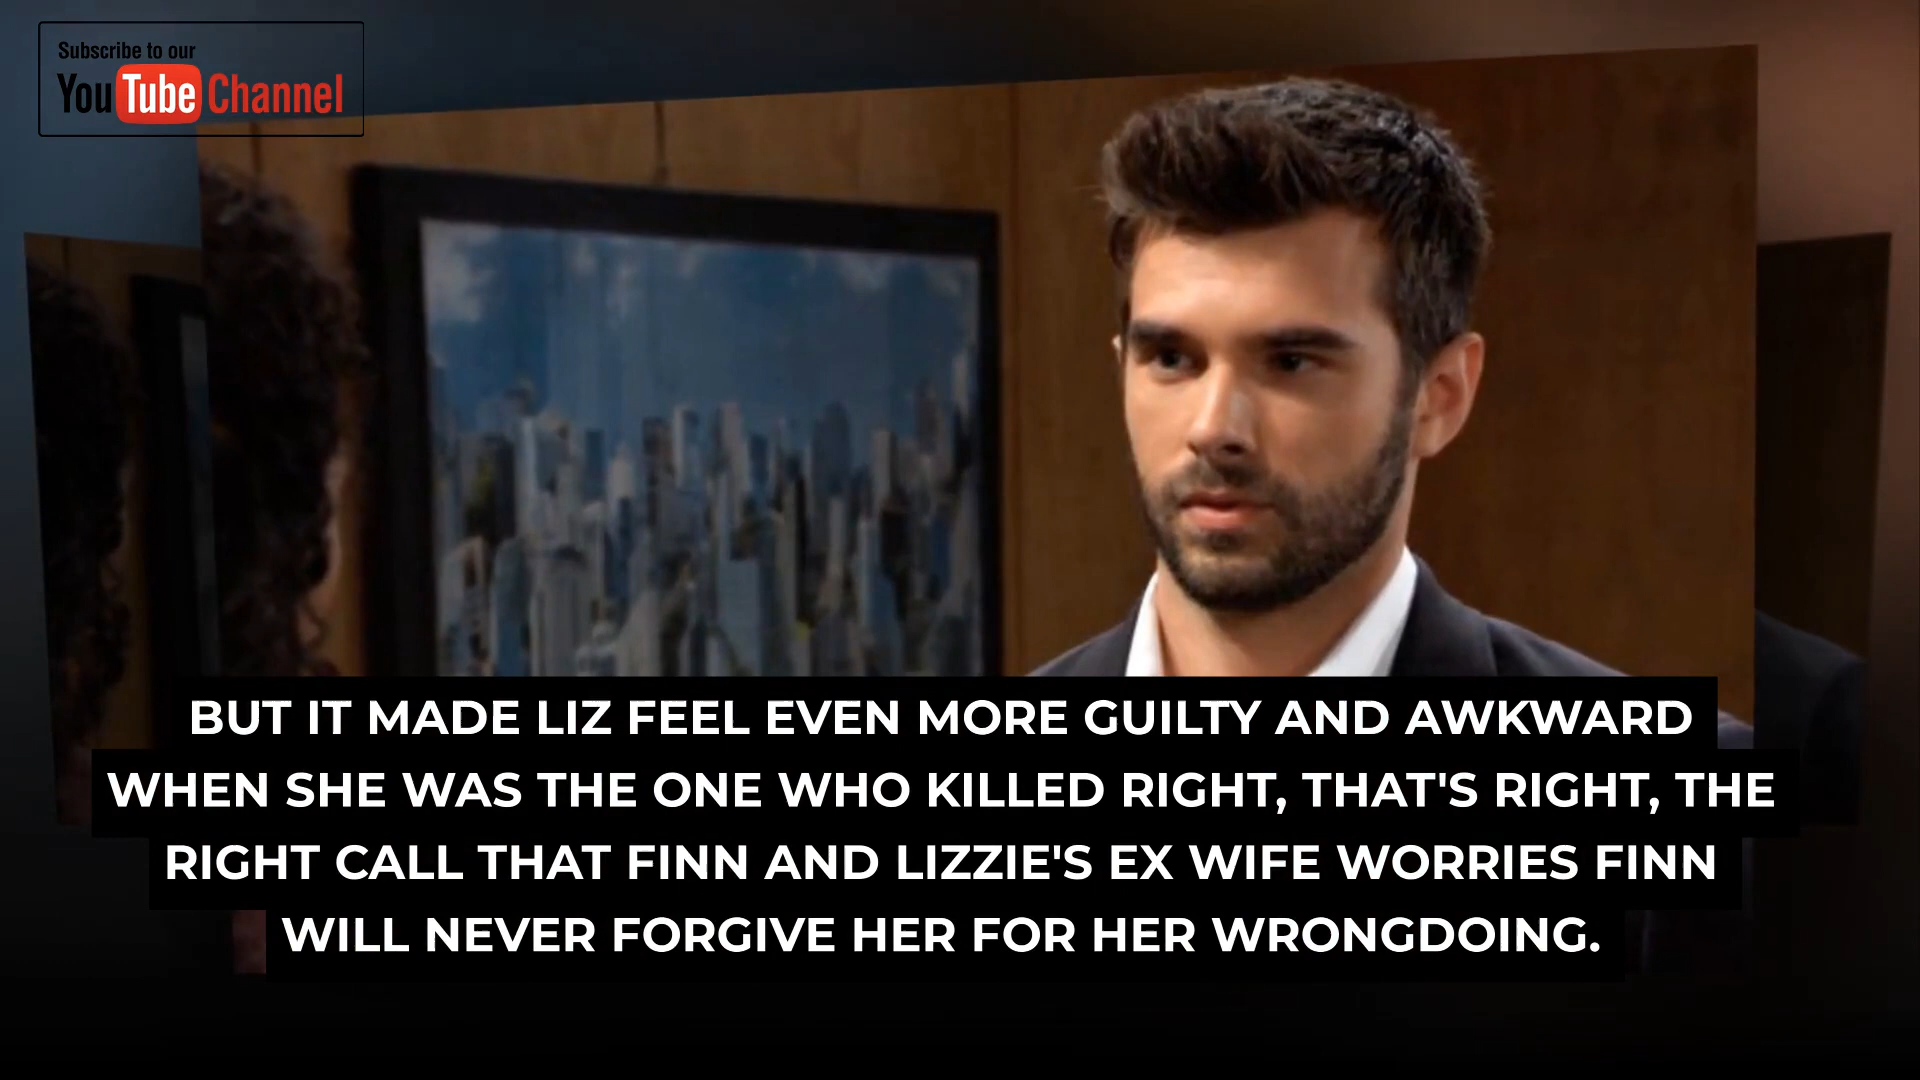 Subscribe to our
YouTube Channel
BUT IT MADE LIZ FEEL EVEN MORE GUILTY AND AWKWARD
WHEN SHE WAS THE ONE WHO KILLED RIGHT, THAT'S RIGHT, THE
RIGHT CALL THAT FINN AND LIZZIE'S EX WIFE WORRIES FINN
WILL NEVER FORGIVE HER FOR HER WRONGDOING.